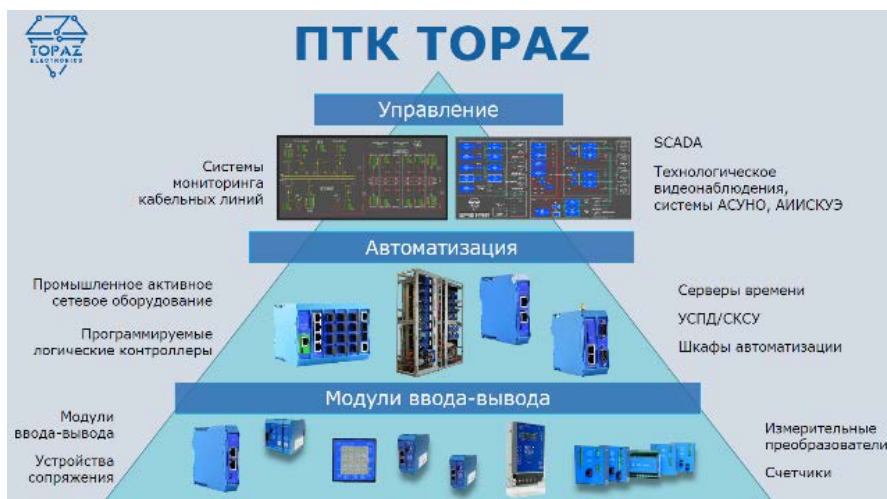 TOPAZ
ELECTRONICS
ПТК TOPAZ
Управление
Системы
мониторинга
кабельных линий
SCADA
Технологическое
видеонаблюдения,
системы АСУНО, АИИСКУЭ
Автоматизация
Промышленное активное
сетевое оборудование
Программируемые
логические контроллеры
Серверы времени
УСПД/СКСУ
Шкафы автоматизации
Модули ввода-вывода
Модули
ввода-вывода
Устройства
сопряжения
Измерительные
преобразователи
Счетчики